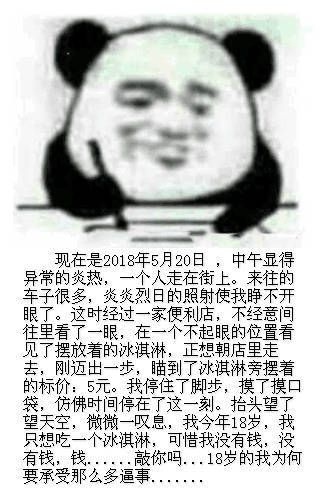 现在是2018年5月20日 ，中午显得
异常的炎热，一个人走在街上。来往的
车子很多，炎炎烈日的照射使我睁不开
眼了。这时经过一家便利店，不经意间
往里看了一眼，在一个不起眼的位置看
见了摆放着的冰淇淋，正想朝店里走
去，刚迈出一步，瞄到了冰淇淋旁摆着
的标价：5元。我停住了脚步，摸了摸口
袋，仿佛时间停在了这一刻。抬头望了
望天空，微微一叹息，我今年18岁，我
只想吃一个冰淇淋，可惜我没有钱，没
有钱，钱......敲你吗...18岁的我为何
要承受那么多逼事.......